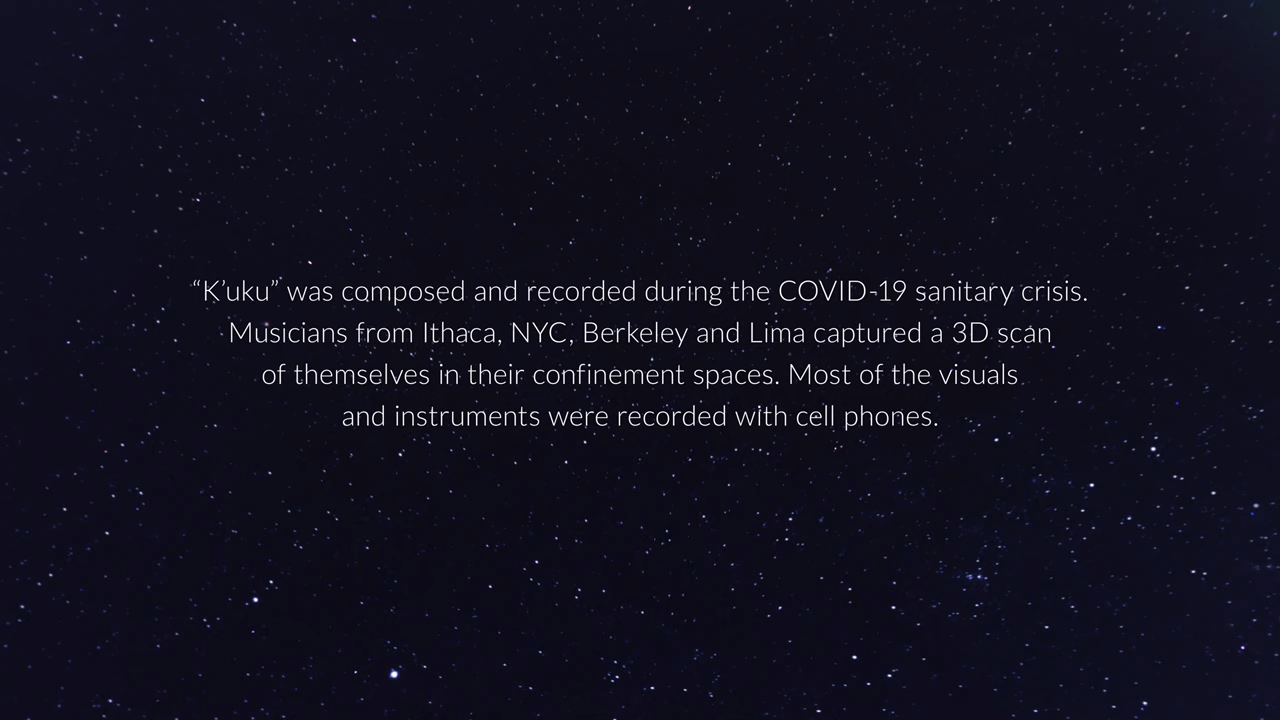 “K’uku” was composed and recorded during the COVID-19 sanitary crisis.
Musicians from Ithaca, NYC, Berkeley and Lima captured a 3D scan
of themselves in their confinement spaces. Most of the visuals
and instruments were recorded with cell phones.